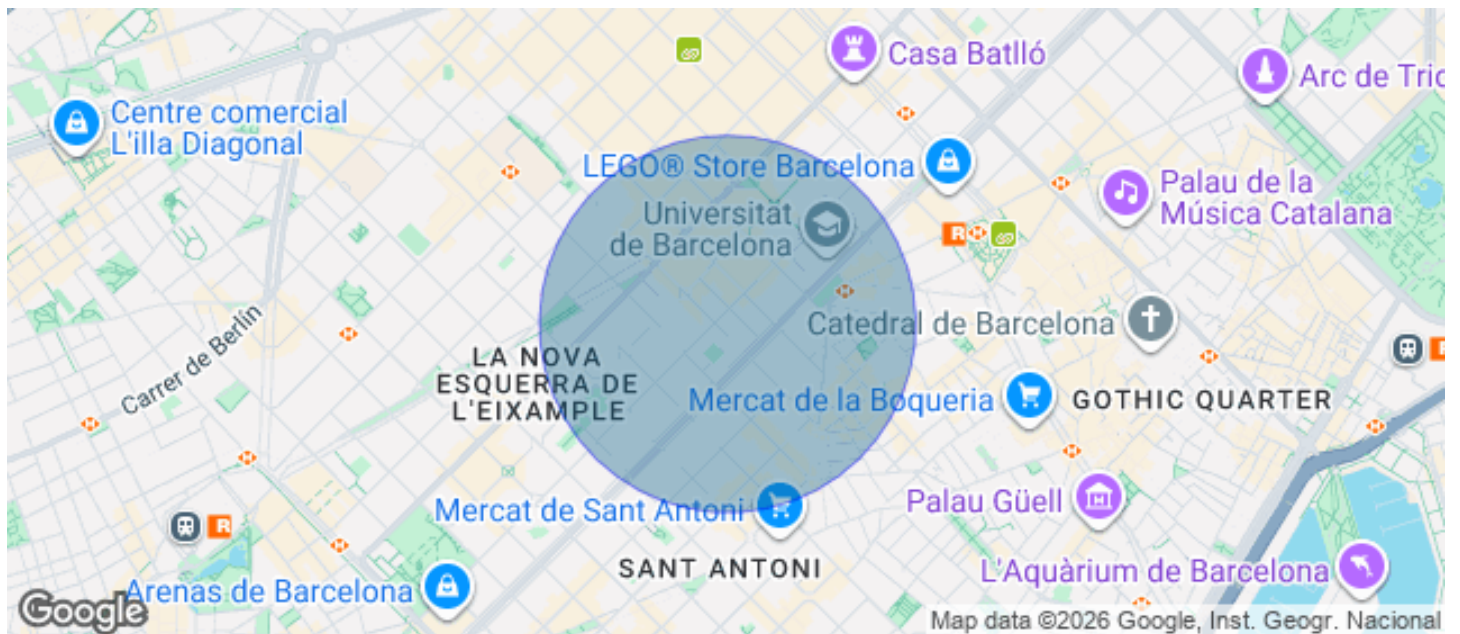 Casa Batlló
Arc de Tric
Centre comercial
L'illa Diagonal
LEGO® Store Barcelona
Palau de la
Música Catalana
Universitat
de Barcelona
R
Catedral de Barcelona
Carrer de Berlín
LA NOVA
ESQUERRA DE
L'EIXAMPLE
Mercat de la Boqueria
GOTHIC QUARTER
Mercat de Sant Antoni
Palau Güell
R
SANT ANTONI
L'Aquàrium de Barcelona
Arenas de Barcelona
Google
Map data ©2026 Google, Inst. Geogr. Nacional